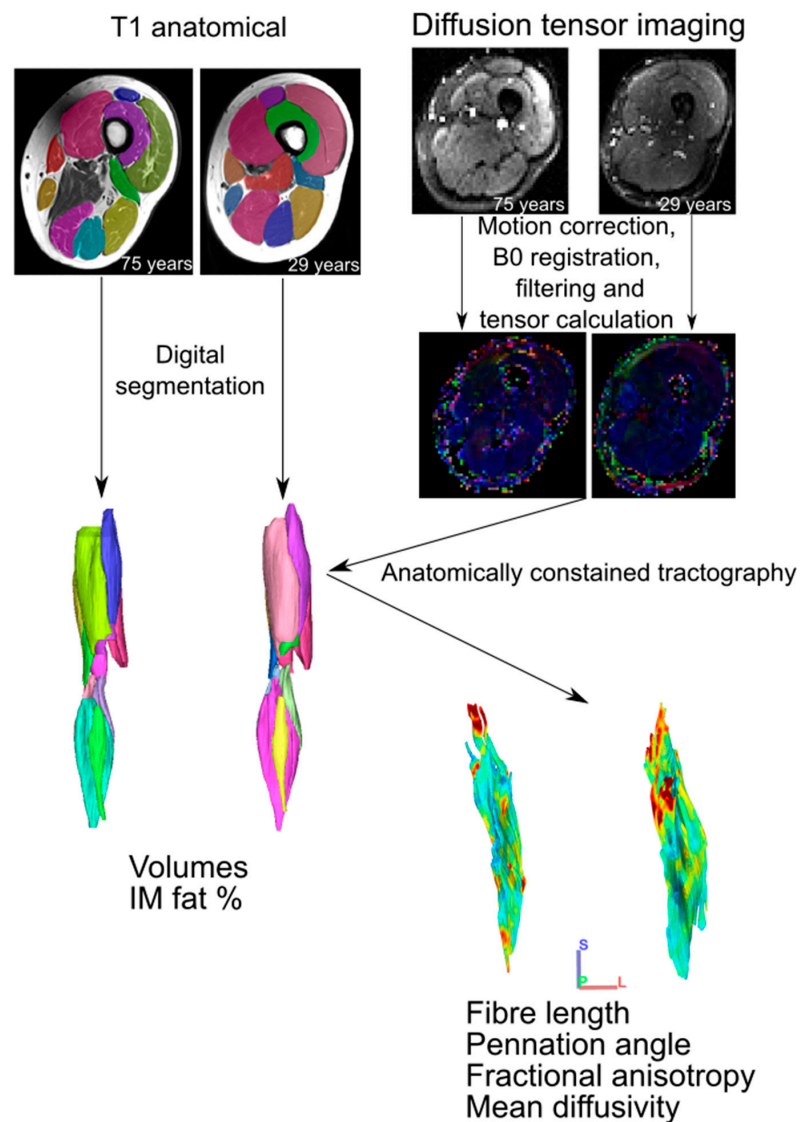 T1 anatomical
Diffusion tensor imaging
75 years
29 years
75 years
29 years
Motion correction,
B0 registration,
filtering and
tensor calculation
Digital
segmentation
Anatomically constained tractography
Volumes
IM fat %
S
P
L
Fibre length
Pennation angle
Fractional anisotropy
Mean diffusivity